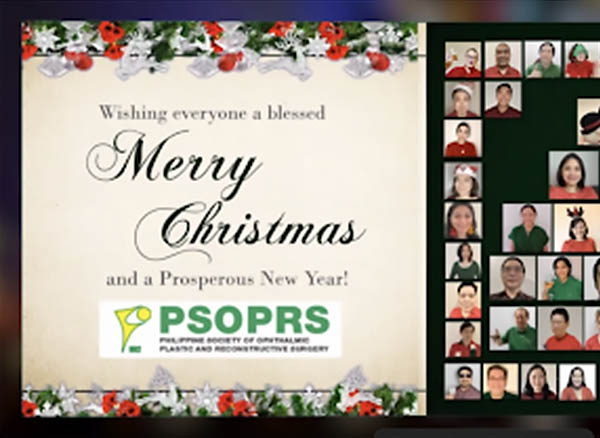 Wishing everyone a blessed
Merry
Christmas
and a Prosperous New Year!
PSOPRS
PHILIPPINE SOCIETY OF OPHTHALMIC
PLASTIC AND RECONSTRUCTIVE SURGERY